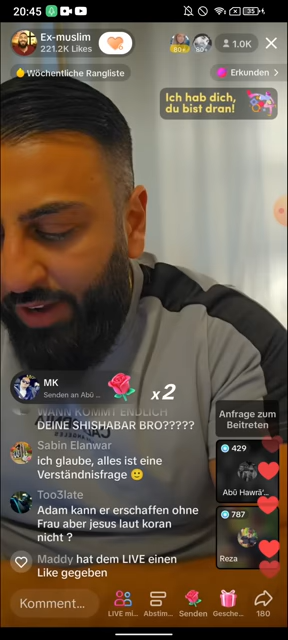 20:45
35
Ex-muslim
221.2K Likes
80+
80+
1.0K
Wöchentliche Rangliste
Erkunden >
Ich hab dich,
du bist dran!
MK
Senden an Abū ...
x2
WANN KOMMT ENDLICH
DEINE SHISHABAR BRO?????
Sabin Elanwar
ich glaube, alles ist eine
Verständnisfrage 🙂
Too3late
Adam kann er erschaffen ohne
Frau aber jesus laut koran
nicht ?
Maddy hat dem LIVE einen
Like gegeben
Anfrage zum
Beitreten
429
Abū Hawrā'...
787
Reza
Komment...
LIVE mi...
Abstim...
Senden
Gesche...
180